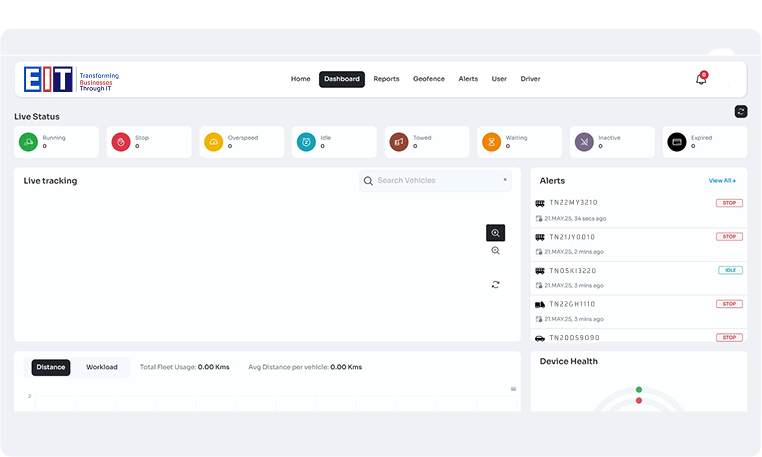 EIT Transforming Businesses Through IT
Home Dashboard Reports Geofence Alerts User Driver 0
Live Status
Running 0
Stop 0
Overspeed 0
Idle 0
Towed 0
Waiting 0
Inactive 0
Expired 0
Live tracking
Search Vehicles
Alerts
View All
TN22MY3210 STOP
21.MAY.25, 34 secs ago
TN21JY0010 STOP
21.MAY.25, 2 mins ago
TN05KI3220 IDLE
21.MAY.25, 3 mins ago
TN22GH1110 STOP
21.MAY.25, 3 mins ago
TN20DS9090 STOP
Distance Workload Total Fleet Usage: 0.00 Kms Avg Distance per vehicle: 0.00 Kms
2
Device Health